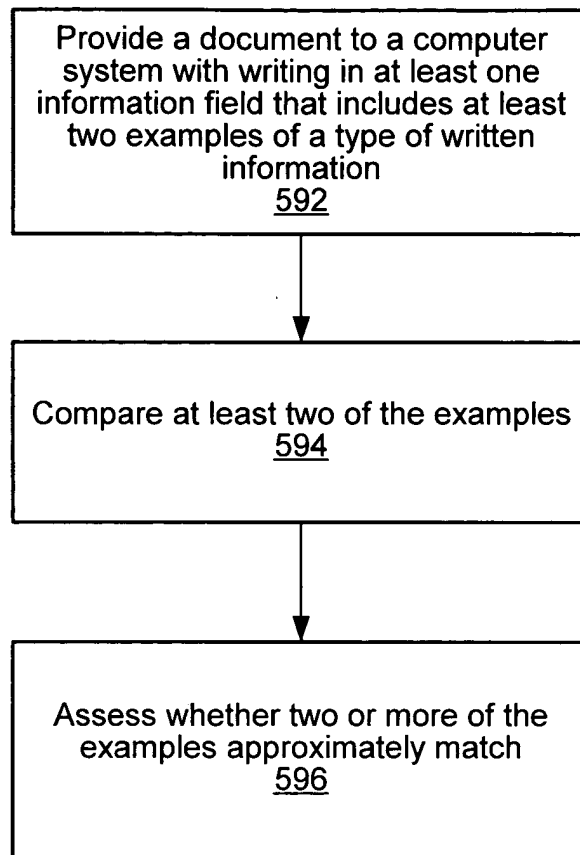 Provide a document to a computer
system with writing in at least one
information field that includes at least
two examples of a type of written
information
592
Compare at least two of the examples
594
Assess whether two or more of the
examples approximately match
596